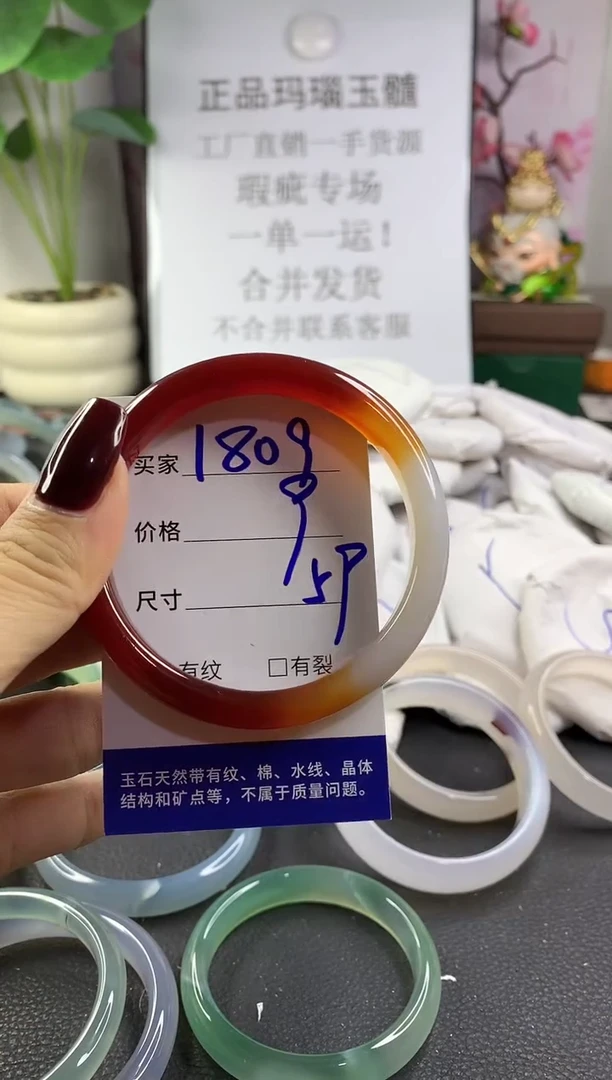 正品玛瑙玉髓
工厂直销一手货源
瑕疵专场
一单一运！
合并发货
不合并联系客服
买家 1809
价格
尺寸 59
有纹 □有裂
玉石天然带有纹、棉、水线、晶体
结构和矿点等，不属于质量问题。